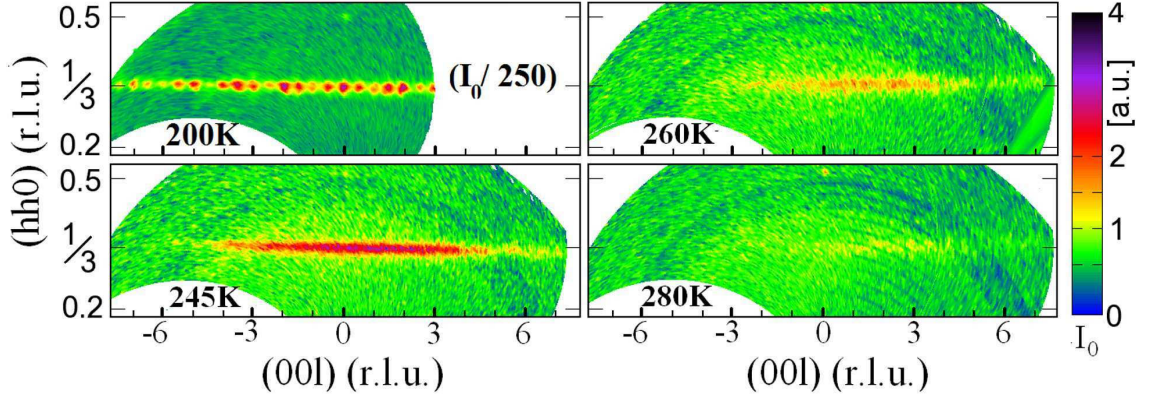 0.5
1/3
0.2
(hh0) (r.l.u.)
200K
(I₀/ 250)
260K
4
[a.u.]
2
1
0
I₀
0.5
1/3
0.2
245K
280K
-6 -3 0 3 6
-6 -3 0 3 6
(00l) (r.l.u.)
(00l) (r.l.u.)